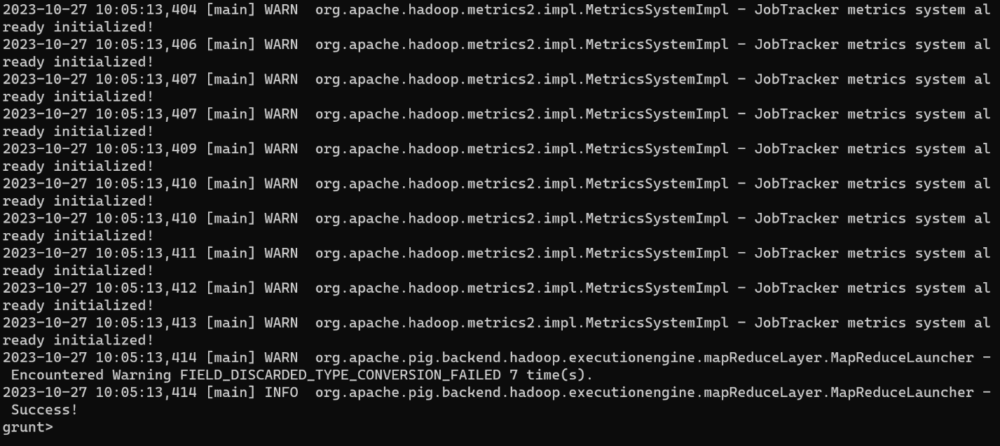 2023-10-27 10:05:13,404 [main] WARN  org.apache.hadoop.metrics2.impl.MetricsSystemImpl - JobTracker metrics system al
ready initialized!
2023-10-27 10:05:13,406 [main] WARN  org.apache.hadoop.metrics2.impl.MetricsSystemImpl - JobTracker metrics system al
ready initialized!
2023-10-27 10:05:13,407 [main] WARN  org.apache.hadoop.metrics2.impl.MetricsSystemImpl - JobTracker metrics system al
ready initialized!
2023-10-27 10:05:13,407 [main] WARN  org.apache.hadoop.metrics2.impl.MetricsSystemImpl - JobTracker metrics system al
ready initialized!
2023-10-27 10:05:13,409 [main] WARN  org.apache.hadoop.metrics2.impl.MetricsSystemImpl - JobTracker metrics system al
ready initialized!
2023-10-27 10:05:13,410 [main] WARN  org.apache.hadoop.metrics2.impl.MetricsSystemImpl - JobTracker metrics system al
ready initialized!
2023-10-27 10:05:13,410 [main] WARN  org.apache.hadoop.metrics2.impl.MetricsSystemImpl - JobTracker metrics system al
ready initialized!
2023-10-27 10:05:13,411 [main] WARN  org.apache.hadoop.metrics2.impl.MetricsSystemImpl - JobTracker metrics system al
ready initialized!
2023-10-27 10:05:13,412 [main] WARN  org.apache.hadoop.metrics2.impl.MetricsSystemImpl - JobTracker metrics system al
ready initialized!
2023-10-27 10:05:13,413 [main] WARN  org.apache.hadoop.metrics2.impl.MetricsSystemImpl - JobTracker metrics system al
ready initialized!
2023-10-27 10:05:13,414 [main] WARN  org.apache.pig.backend.hadoop.executionengine.mapReduceLayer.MapReduceLauncher -
 Encountered Warning FIELD_DISCARDED_TYPE_CONVERSION_FAILED 7 time(s).
2023-10-27 10:05:13,414 [main] INFO  org.apache.pig.backend.hadoop.executionengine.mapReduceLayer.MapReduceLauncher -
 Success!
grunt>